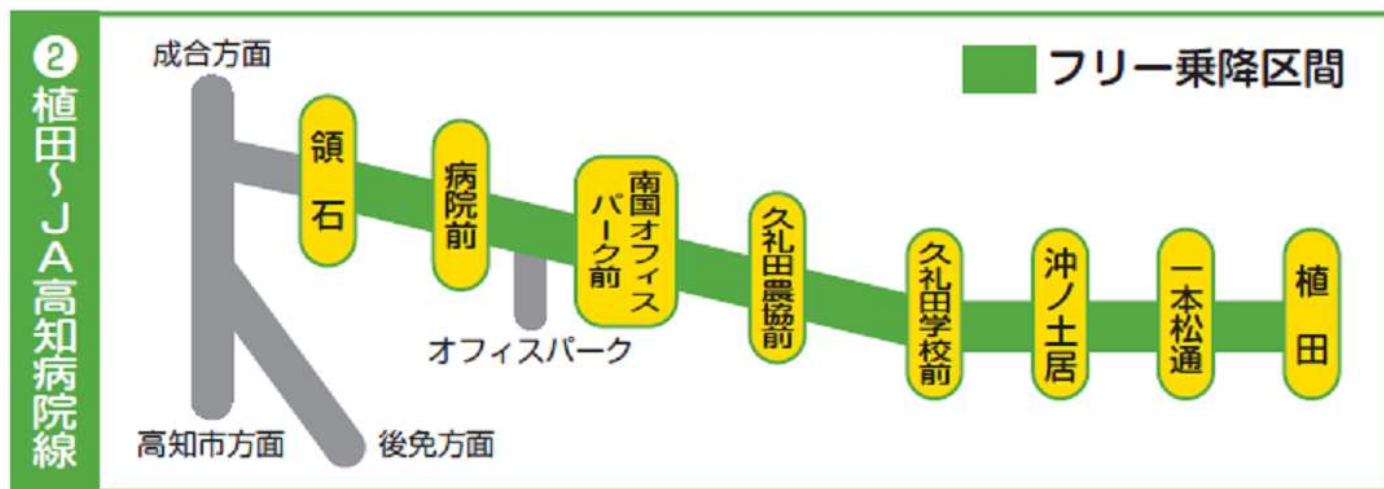 ❷植田〜JA高知病院線
成合方面
フリー乗降区間
領石
病院前
南国オフィス
パーク前
久礼田農協前
久礼田学校前
沖ノ土居
一本松通
植田
オフィスパーク
高知市方面
後免方面